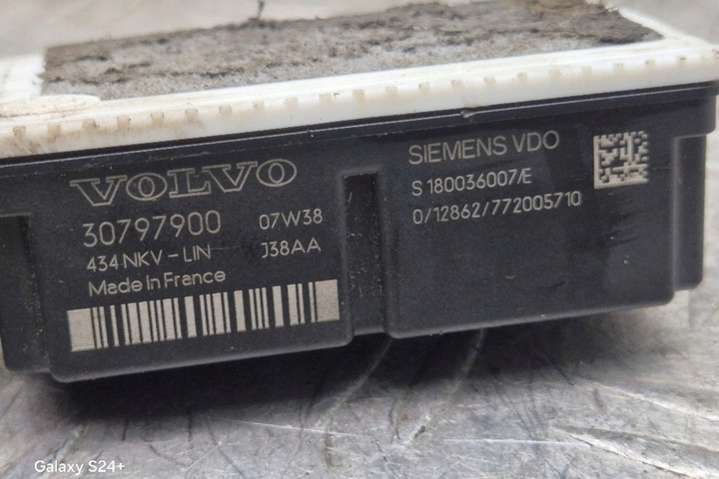 VOLVO
30797900 07W38
434 NKV-LIN J38AA
Made In France
SIEMENS VDO
S 180036007/E
0/12862/772005710
Galaxy S24+